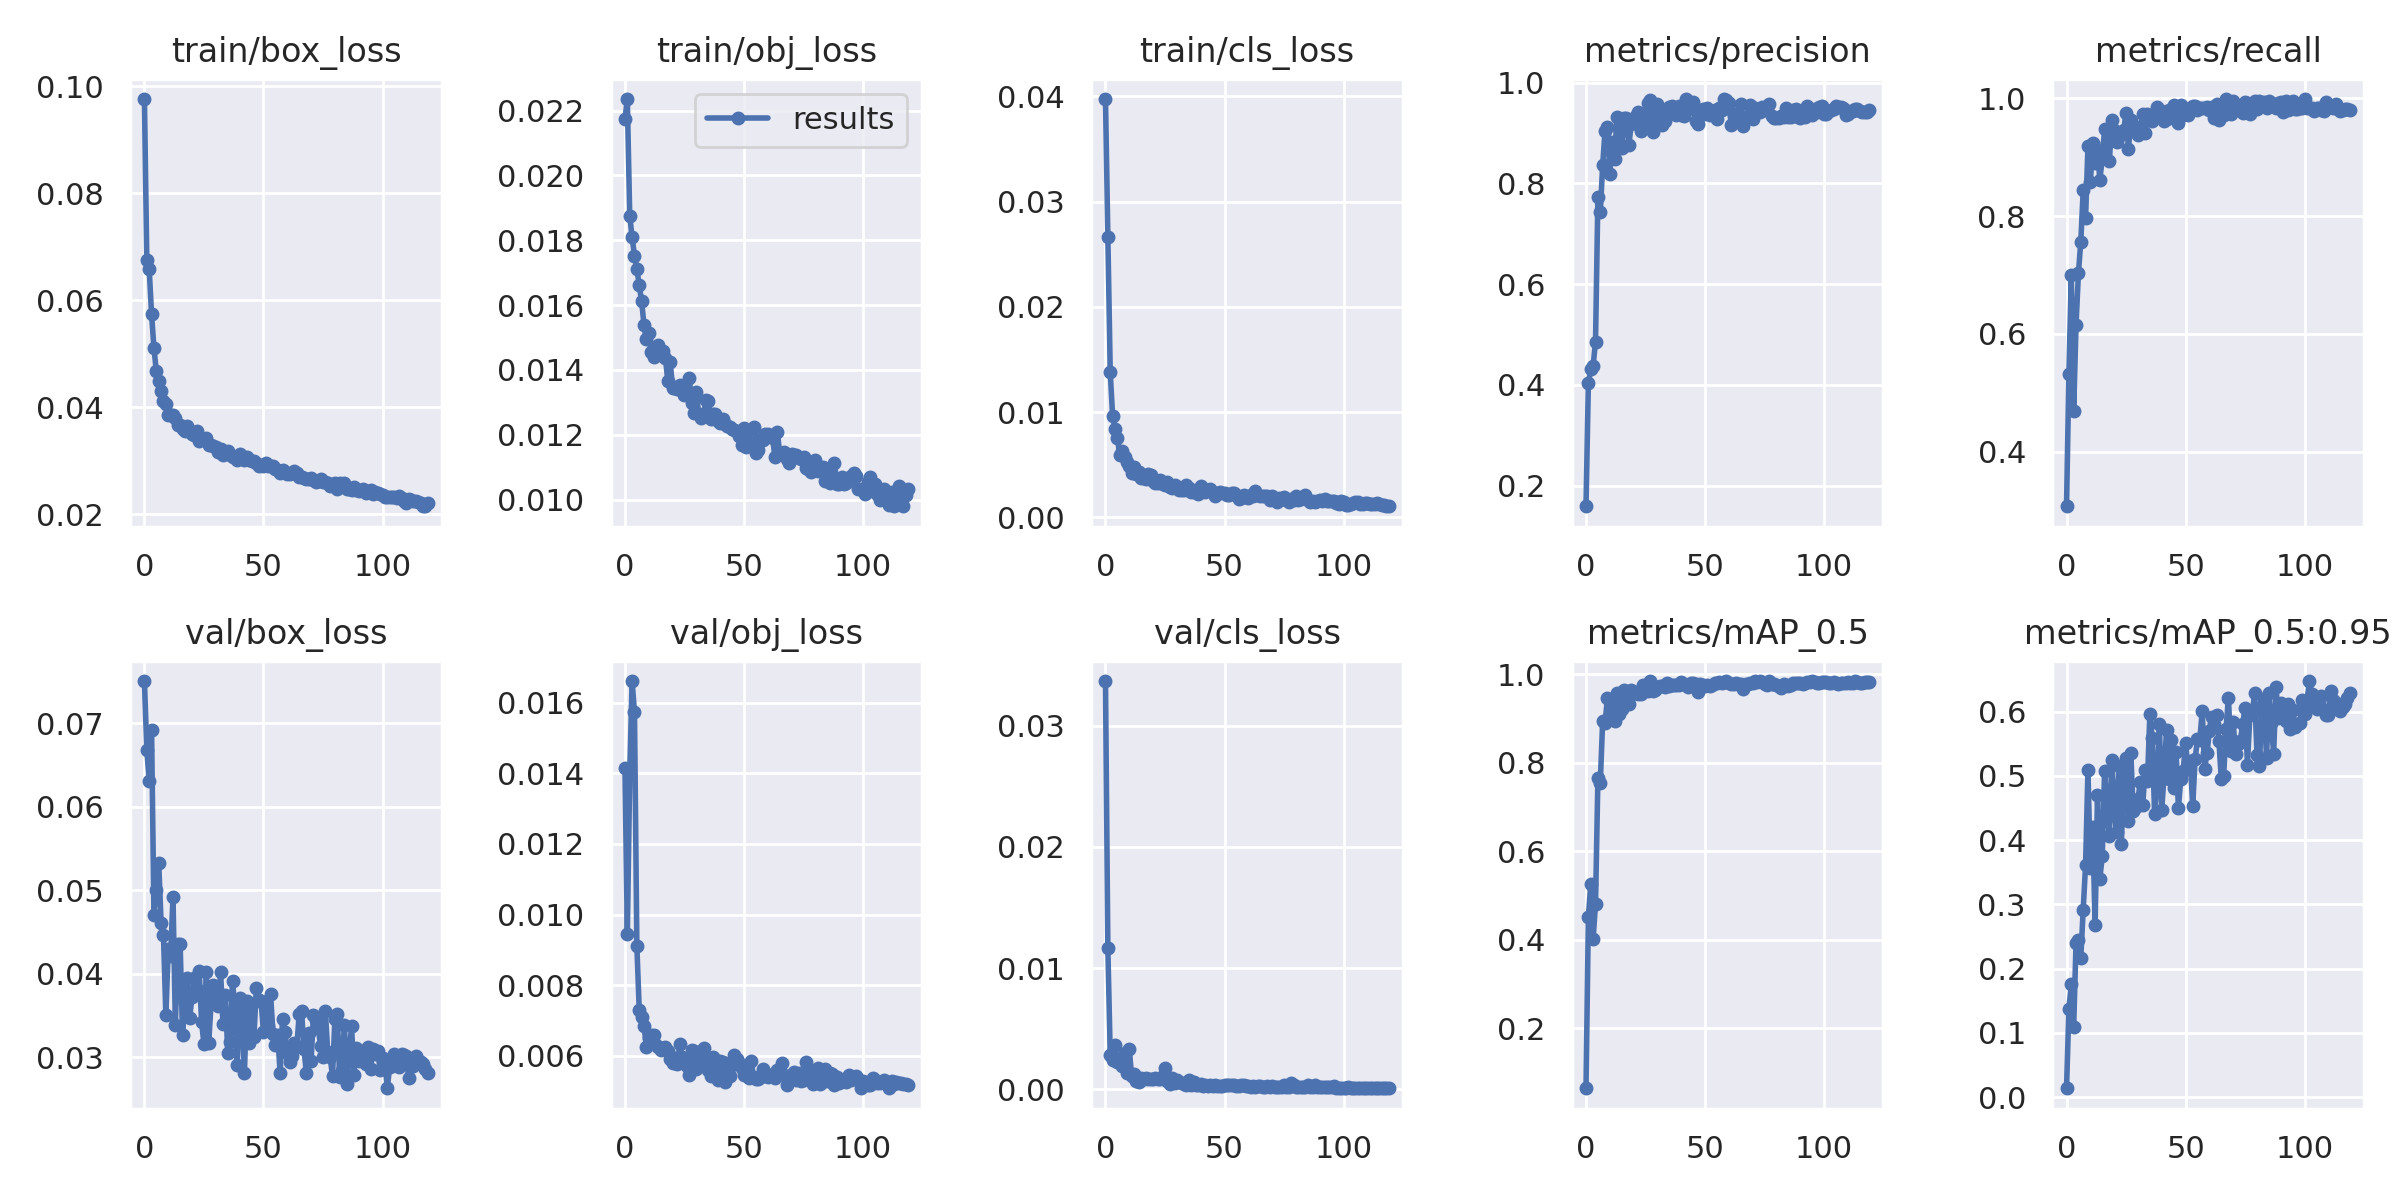 train/box_loss
0.10
0.08
0.06
0.04
0.02
0 50 100
train/obj_loss
results
0.022
0.020
0.018
0.016
0.014
0.012
0.010
0 50 100
train/cls_loss
0.04
0.03
0.02
0.01
0.00
0 50 100
metrics/precision
1.0
0.8
0.6
0.4
0.2
0 50 100
metrics/recall
1.0
0.8
0.6
0.4
0 50 100
val/box_loss
0.07
0.06
0.05
0.04
0.03
0 50 100
val/obj_loss
0.016
0.014
0.012
0.010
0.008
0.006
0 50 100
val/cls_loss
0.03
0.02
0.01
0.00
0 50 100
metrics/mAP_0.5
1.0
0.8
0.6
0.4
0.2
0 50 100
metrics/mAP_0.5:0.95
0.6
0.5
0.4
0.3
0.2
0.1
0.0
0 50 100